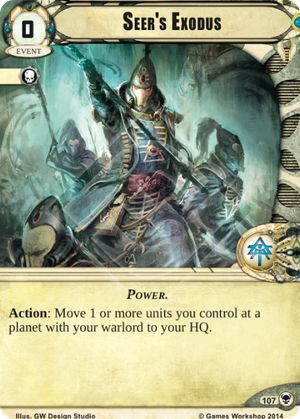 0
SEER'S EXODUS
EVENT
POWER.
Action: Move 1 or more units you control at a
planet with your warlord to your HQ.
107
Illus. GW Design Studio
© Games Workshop 2014